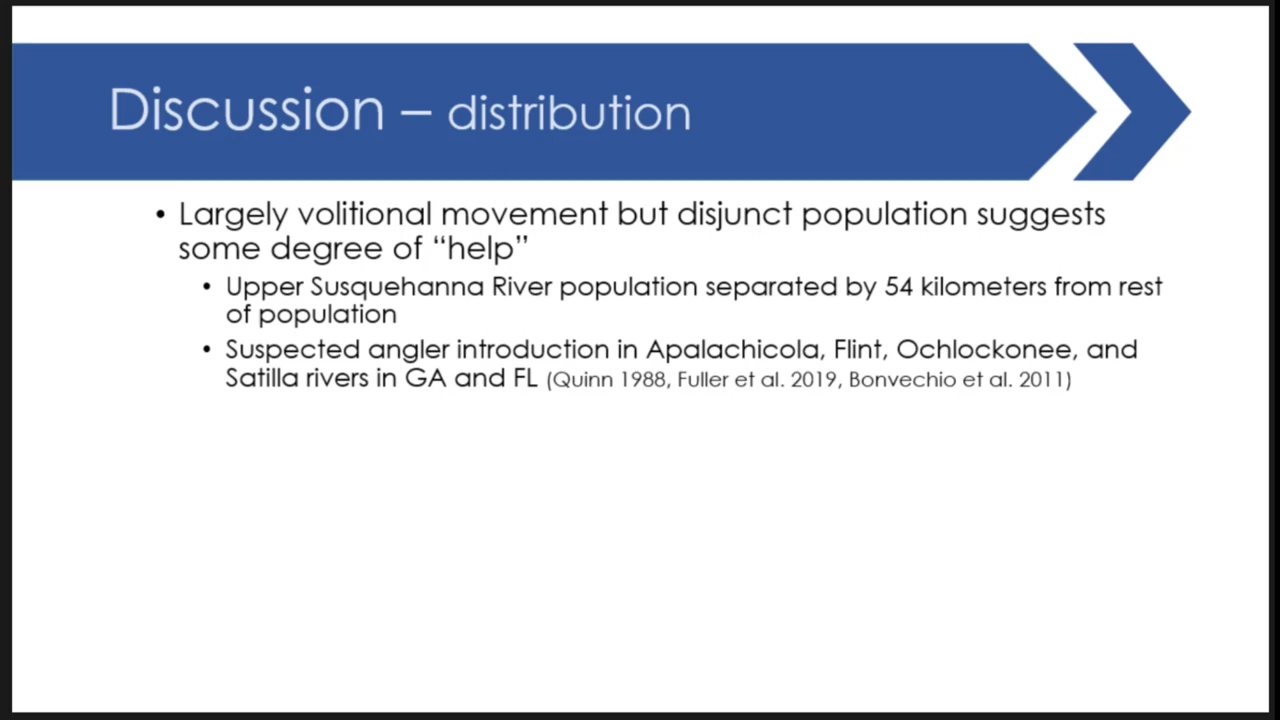 Discussion – distribution
• Largely volitional movement but disjunct population suggests
some degree of “help”
• Upper Susquehanna River population separated by 54 kilometers from rest
of population
• Suspected angler introduction in Apalachicola, Flint, Ochlockonee, and
Satilla rivers in GA and FL (Quinn 1988, Fuller et al. 2019, Bonvechio et al. 2011)